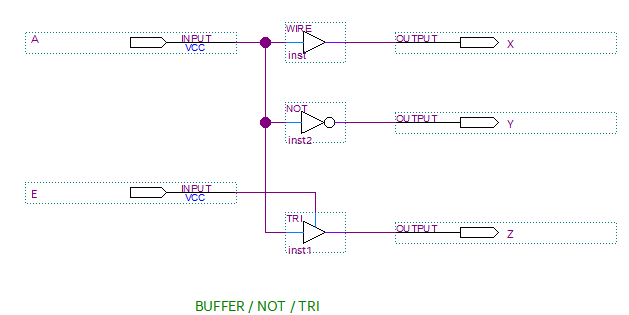 WIRE
A INPUT OUTPUT X
VCC
inst
NOT
OUTPUT Y
inst2
E INPUT
VCC
TRI
OUTPUT Z
inst1
BUFFER / NOT / TRI